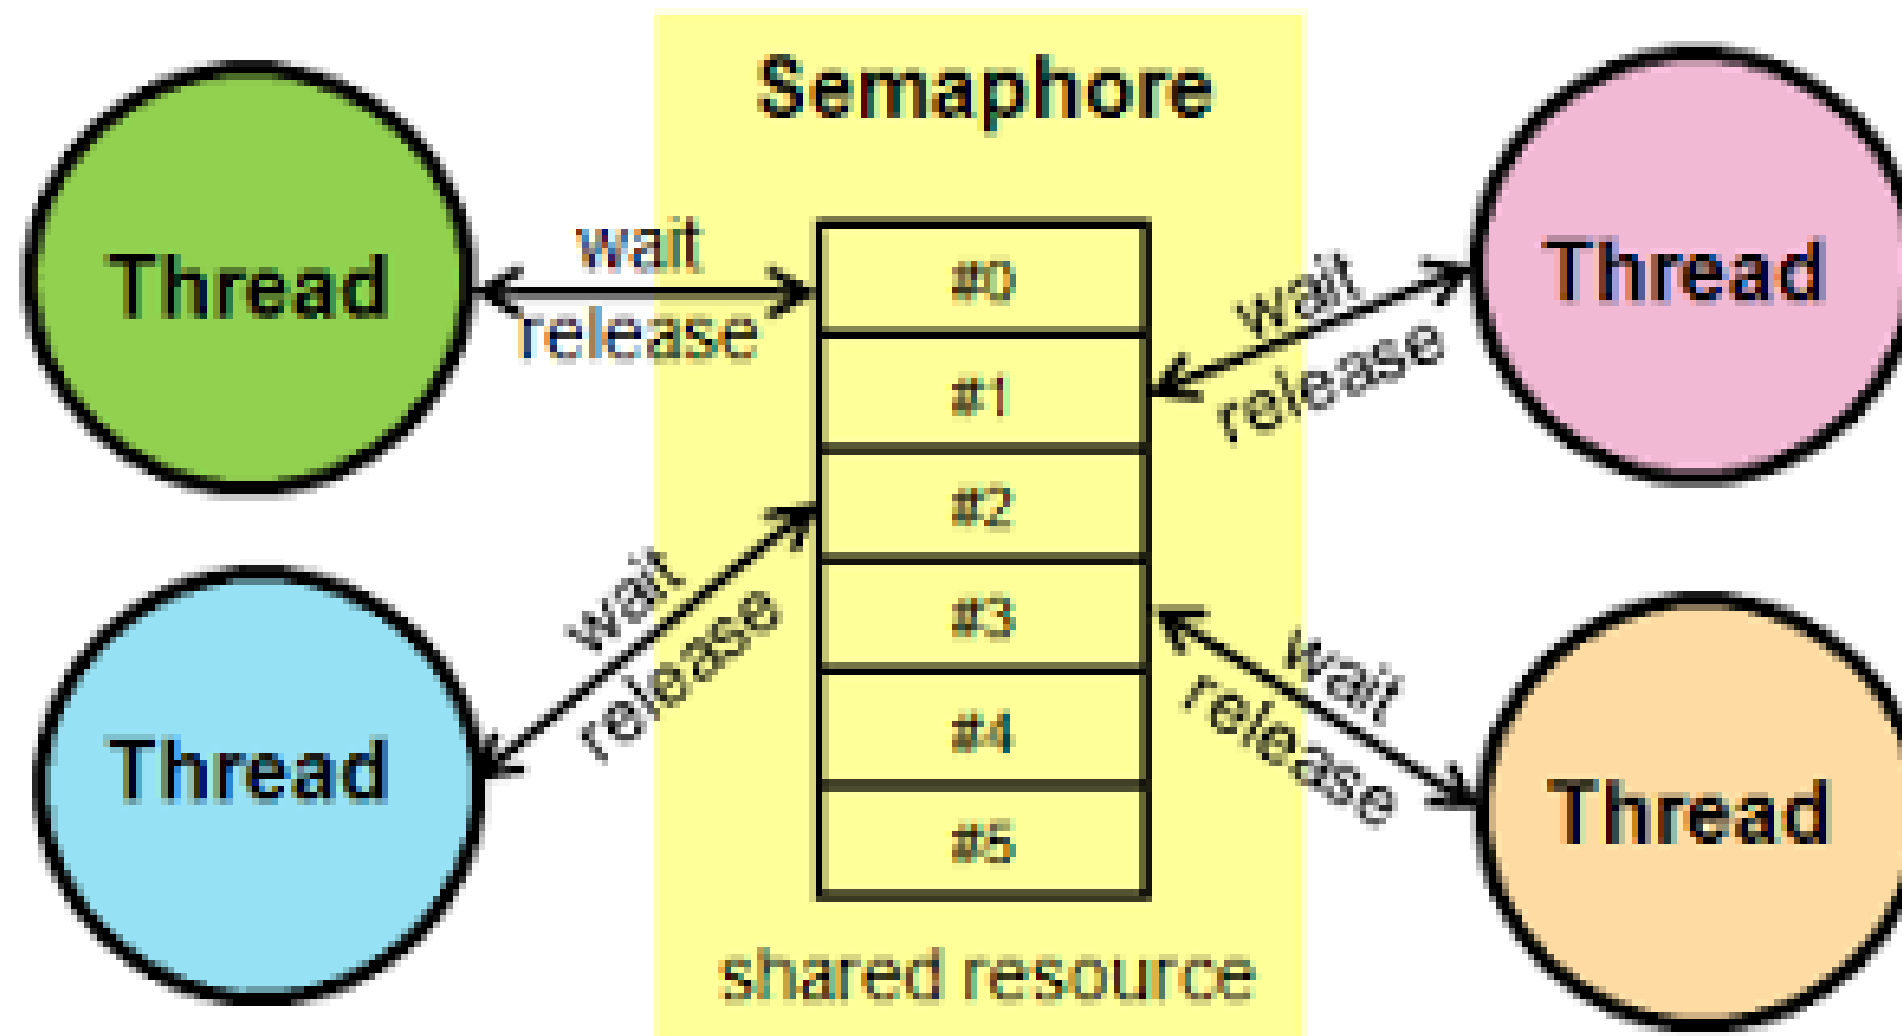 Semaphore
Thread
wait
release
#0
#1
#2
#3
#4
#5
wait
release
Thread
Thread
wait
release
wait
release
Thread
shared resource